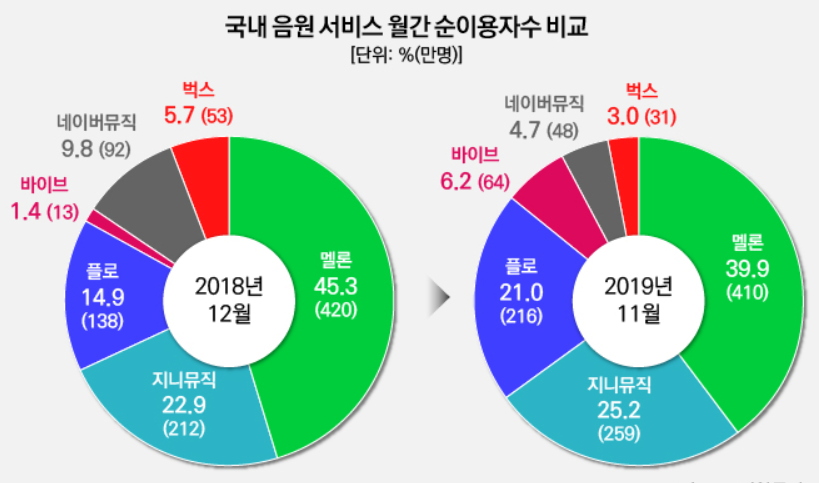 국내 음원 서비스 월간 순이용자수 비교
[단위: %(만명)]
벅스
5.7 (53)
네이버뮤직
9.8 (92)
바이브
1.4 (13)
플로
14.9
(138)
지니뮤직
22.9
(212)
멜론
45.3
(420)
2018년
12월
벅스
3.0 (31)
네이버뮤직
4.7 (48)
바이브
6.2 (64)
플로
21.0
(216)
지니뮤직
25.2
(259)
멜론
39.9
(410)
2019년
11월